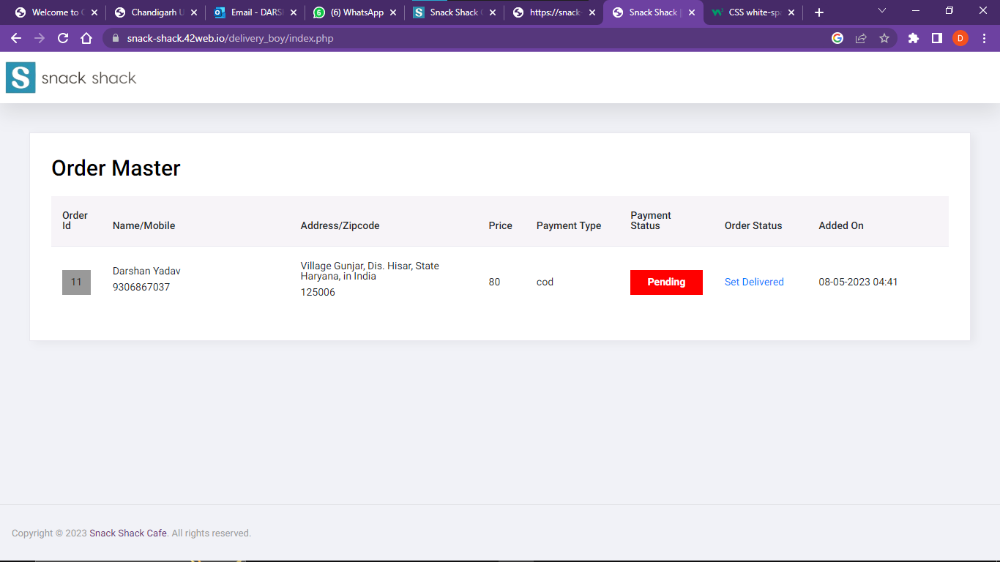 Welcome to C
Chandigarh U
Email - DARS
(6) WhatsApp
Snack Shack C
https://snack-
Snack Shack |
CSS white-spa
snack-shack.42web.io/delivery_boy/index.php
D
S snack shack
Order Master
Order Id
Name/Mobile
Address/Zipcode
Price
Payment Type
Payment Status
Order Status
Added On
11
Darshan Yadav
9306867037
Village Gunjar, Dis. Hisar, State
Haryana, in India
125006
80
cod
Pending
Set Delivered
08-05-2023 04:41
Copyright © 2023 Snack Shack Cafe. All rights reserved.